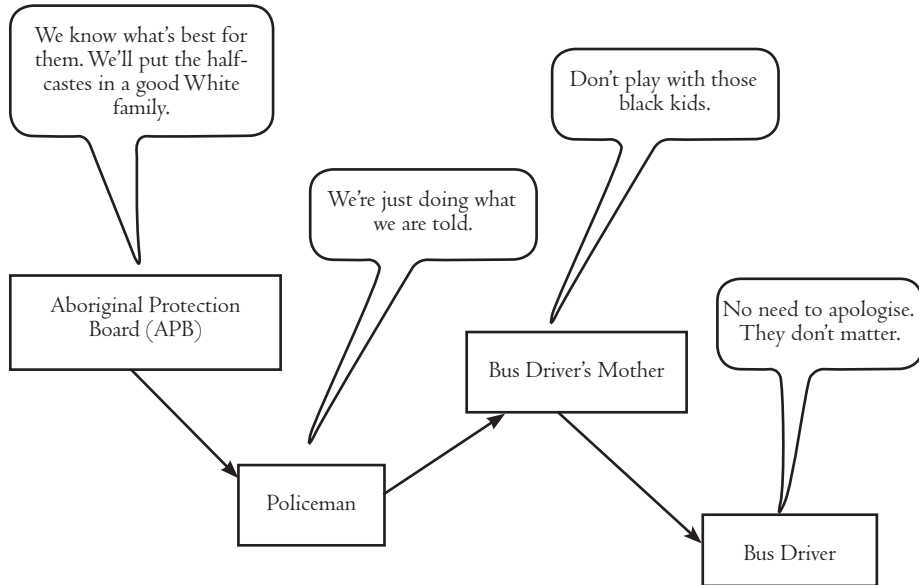 We know what's best for
them. We'll put the half-
castes in a good White
family.
Don't play with those
black kids.
We're just doing what
we are told.
Aboriginal Protection
Board (APB)
No need to apologise.
They don't matter.
Bus Driver's Mother
Policeman
Bus Driver